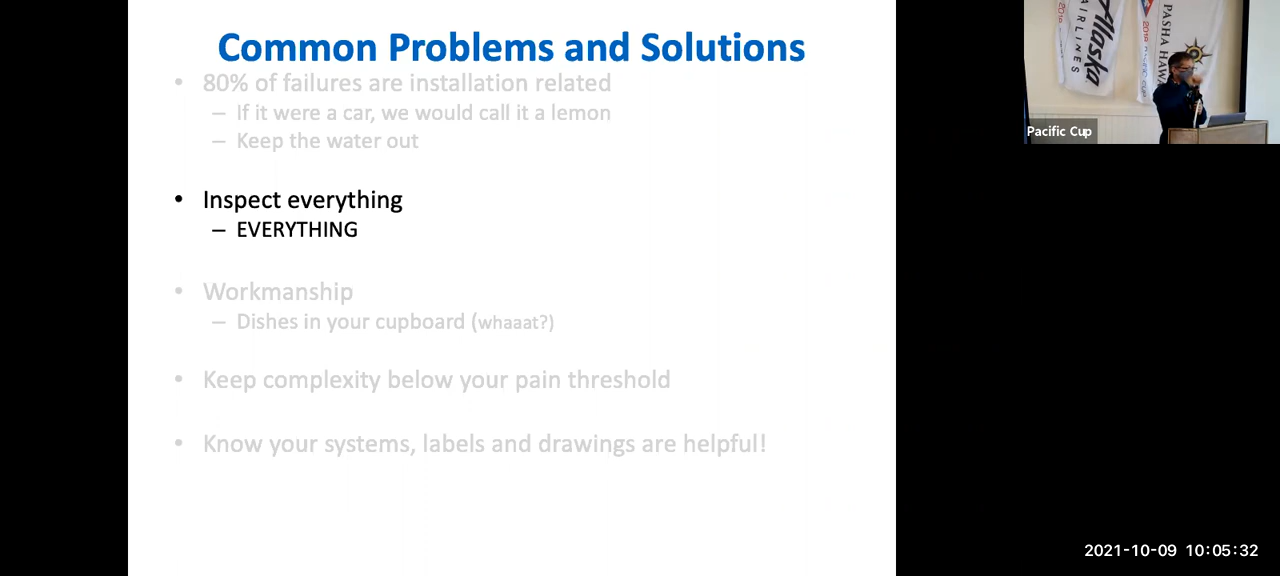 Common Problems and Solutions
• 80% of failures are installation related
– If it were a car, we would call it a lemon
– Keep the water out
• Inspect everything
– EVERYTHING
• Workmanship
– Dishes in your cupboard (whaaat?)
• Keep complexity below your pain threshold
• Know your systems, labels and drawings are helpful!
Alaska
AIRLINES
PASHA HAWA
Pacific Cup
2021-10-09 10:05:32